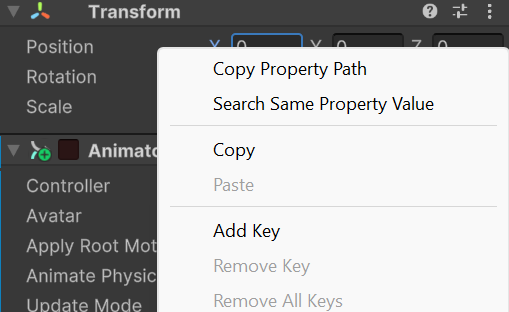 Transform
Position X 0 Y 0 Z 0
Rotation
Scale
Copy Property Path
Search Same Property Value
Copy
Paste
Add Key
Remove Key
Remove All Keys
Animato
Controller
Avatar
Apply Root Mot
Animate Physic
Update Mode